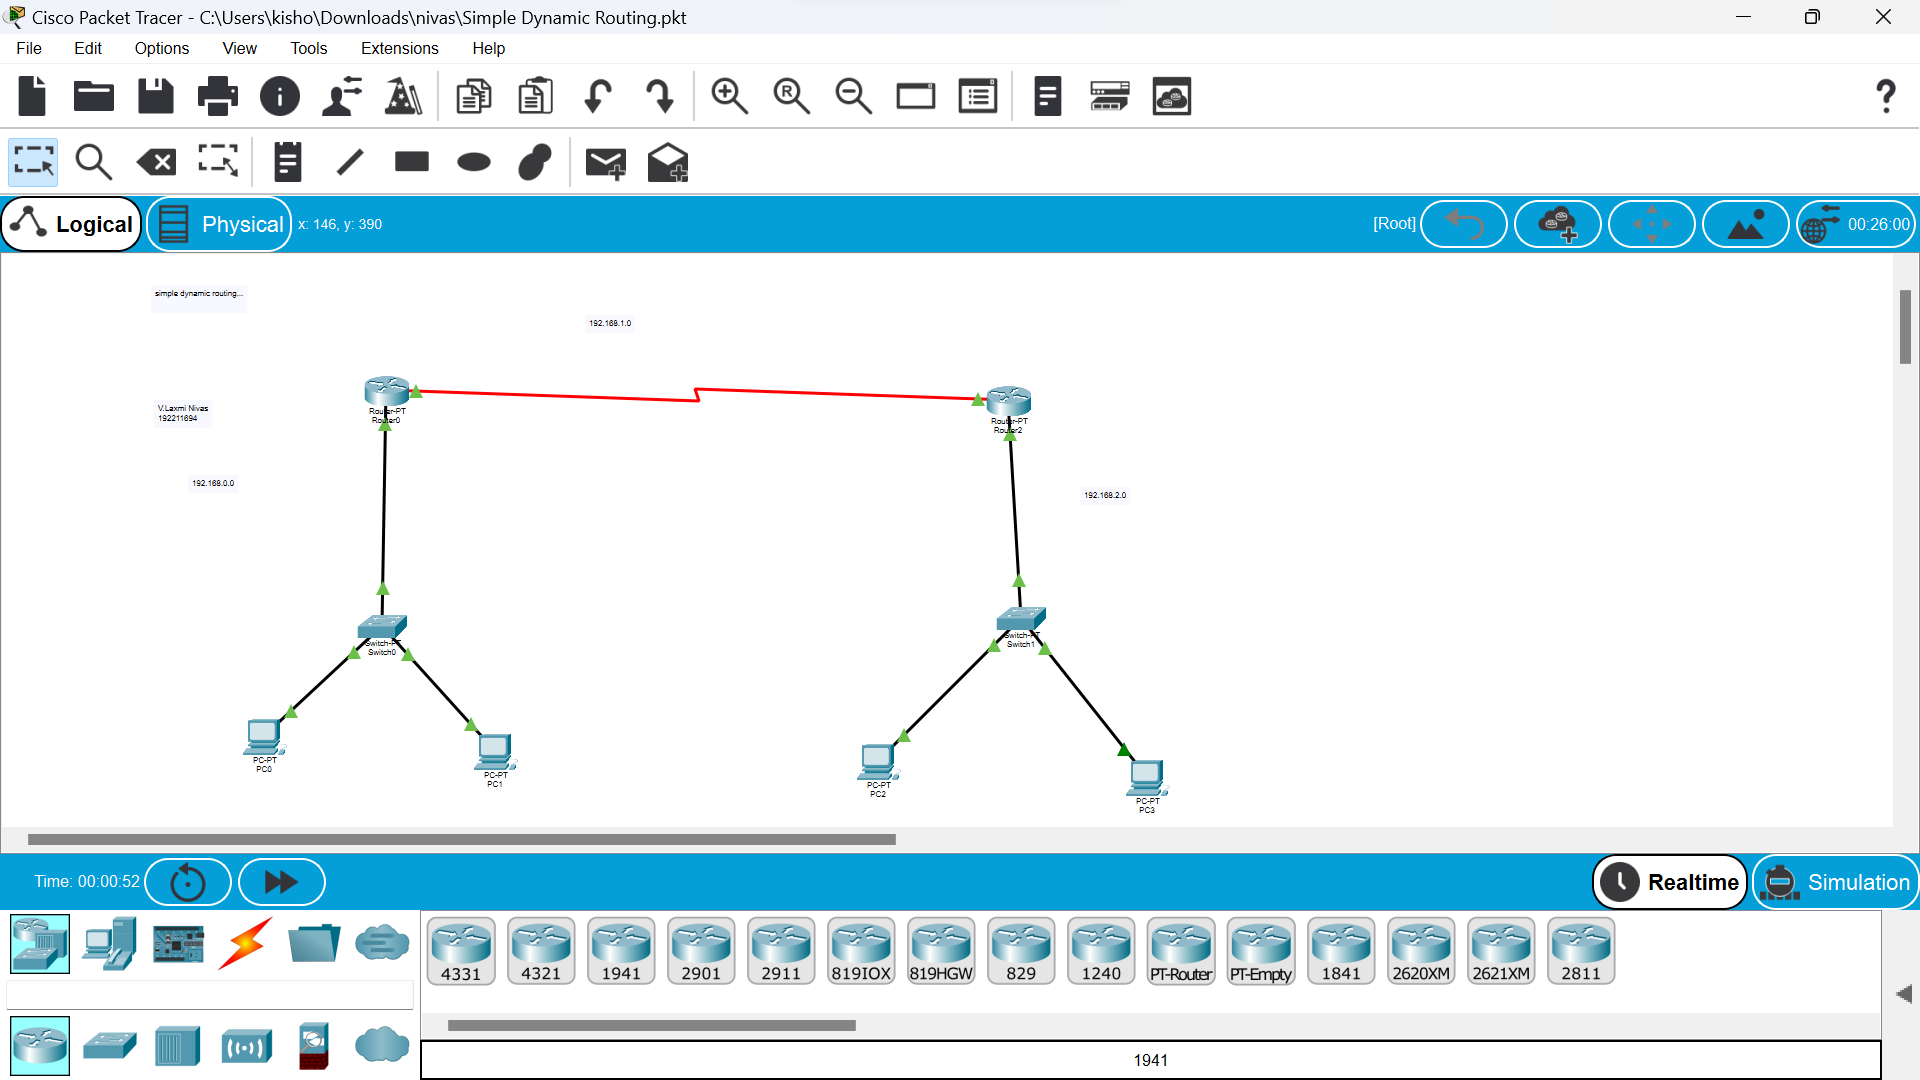 Cisco Packet Tracer - C:\Users\kisho\Downloads\nivas\Simple Dynamic Routing.pkt
File Edit Options View Tools Extensions Help
Logical Physical x: 146, y: 390 [Root] 00:26:00
simple dynamic routing...
192.168.1.0
Router-PT
Router0
Router-PT
Router2
V.Laxmi Nivas
192211694
192.168.0.0
192.168.2.0
Switch-PT
Switch0
Switch-PT
Switch1
PC-PT
PC0
PC-PT
PC1
PC-PT
PC2
PC-PT
PC3
Time: 00:00:52 Realtime Simulation
4331 4321 1941 2901 2911 819IOX 819HGW 829 1240 PT-Router PT-Empty 1841 2620XM 2621XM 2811
1941